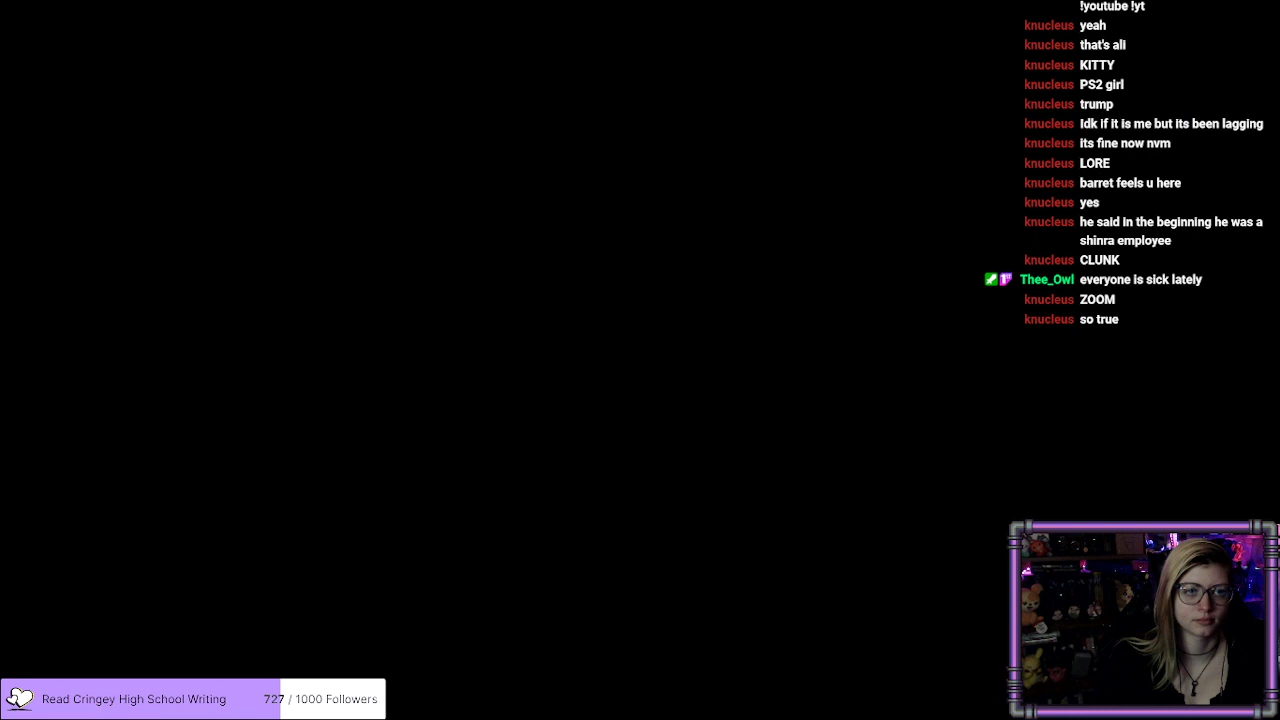 !youtube !yt
knucleus yeah
knucleus that's all
knucleus KITTY
knucleus PS2 girl
knucleus trump
knucleus Idk if it is me but its been lagging
knucleus its fine now nvm
knucleus LORE
knucleus barret feels u here
knucleus yes
knucleus he said in the beginning he was a
shinra employee
knucleus CLUNK
Thee_Owl everyone is sick lately
knucleus ZOOM
knucleus so true
Read Cringey High School Writing 727 / 1000 Followers